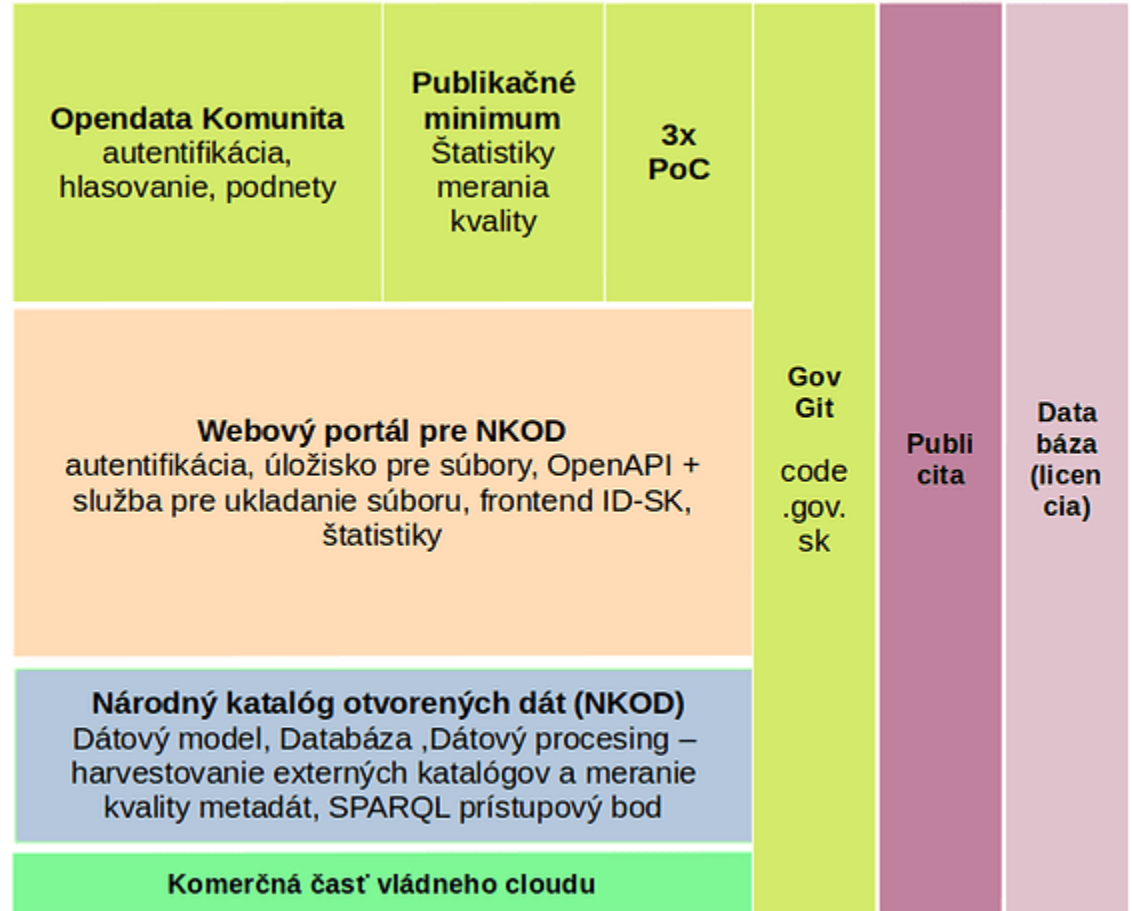 Opendata Komunita
autentifikácia,
hlasovanie, podnety
Publikačné
minimum
Štatistiky
merania
kvality
3x
PoC
Webový portál pre NKOD
autentifikácia, úložisko pre súbory, OpenAPI +
služba pre ukladanie súboru, frontend ID-SK,
štatistiky
Národný katalóg otvorených dát (NKOD)
Dátový model, Databáza ,Dátový procesing –
harvestovanie externých katalógov a meranie
kvality metadát, SPARQL prístupový bod
Komerčná časť vládneho cloudu
Gov
Git
code
.gov.
sk
Publi
cita
Data
báza
(licen
cia)